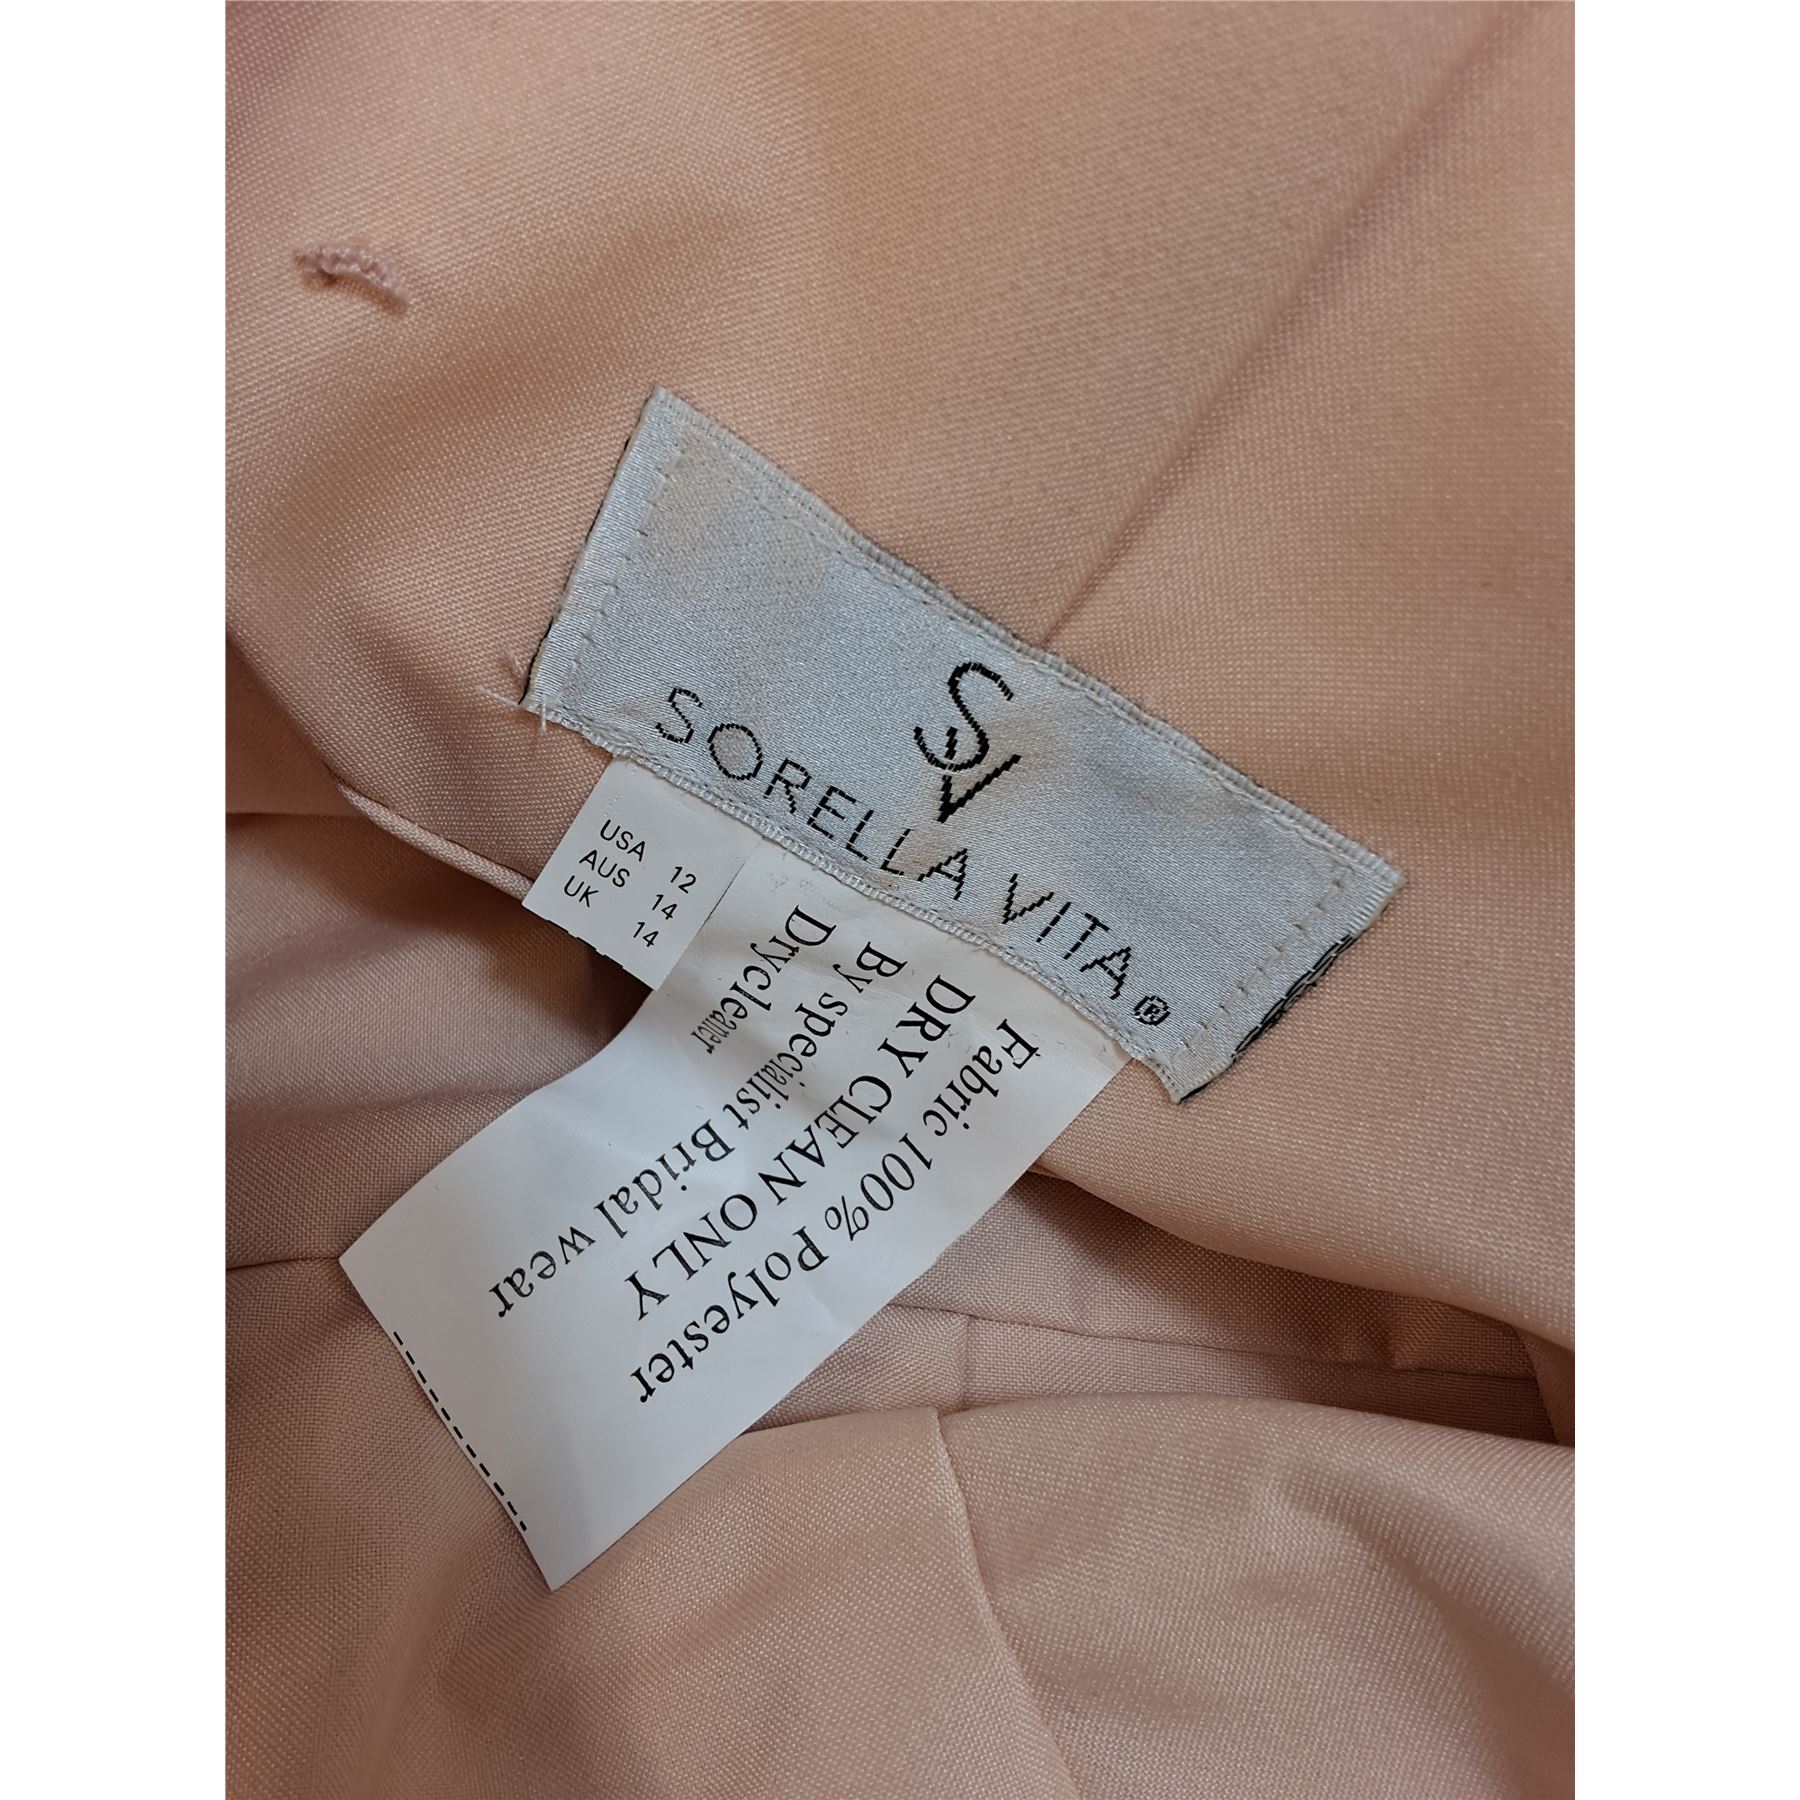 SV
SORELLA VITA®
USA 12
AUS 14
UK 14
Fabric 100% Polyester
DRY CLEAN ONLY
By specialist Bridal wear
Drycleaner